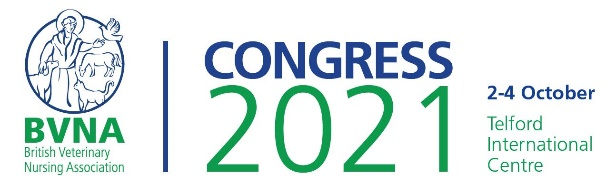 BVNA
British Veterinary
Nursing Association
CONGRESS
2021
2-4 October
Telford
International
Centre